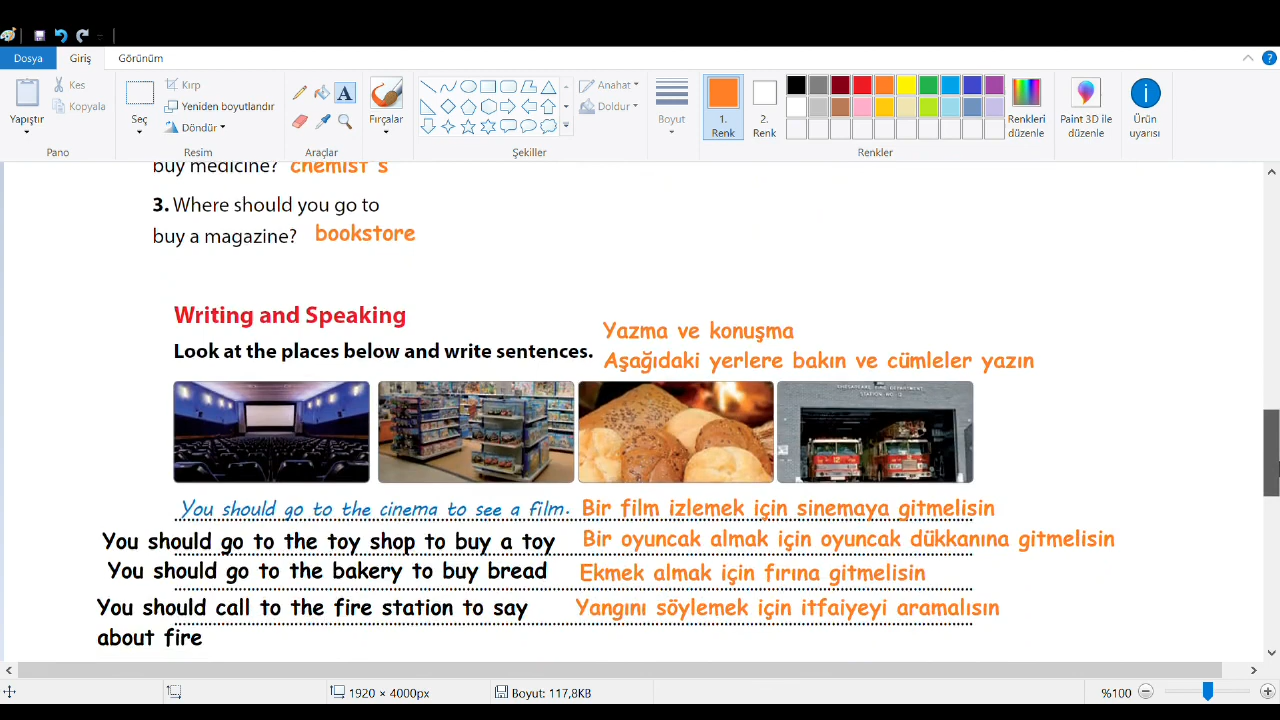 Dosya Giriş Görünüm
Yapıştır
Kes
Kopyala
Pano
Seç
Kırp
Yeniden boyutlandır
Döndür
Resim
A
Araçlar
Fırçalar
Şekiller
Anahat
Doldur
Boyut
1.
Renk
2.
Renk
Renkler
Renkleri
düzenle
Paint 3D ile
düzenle
Ürün
uyarısı
buy medicine? chemist's
3. Where should you go to
buy a magazine? bookstore
Writing and Speaking
Yazma ve konuşma
Look at the places below and write sentences.
Aşağıdaki yerlere bakın ve cümleler yazın
You should go to the cinema to see a film. Bir film izlemek için sinemaya gitmelisin
You should go to the toy shop to buy a toy Bir oyuncak almak için oyuncak dükkanına gitmelisin
You should go to the bakery to buy bread Ekmek almak için fırına gitmelisin
You should call to the fire station to say Yangını söylemek için itfaiyeyi aramalısın
about fire
1920 × 4000px Boyut: 117,8KB %100